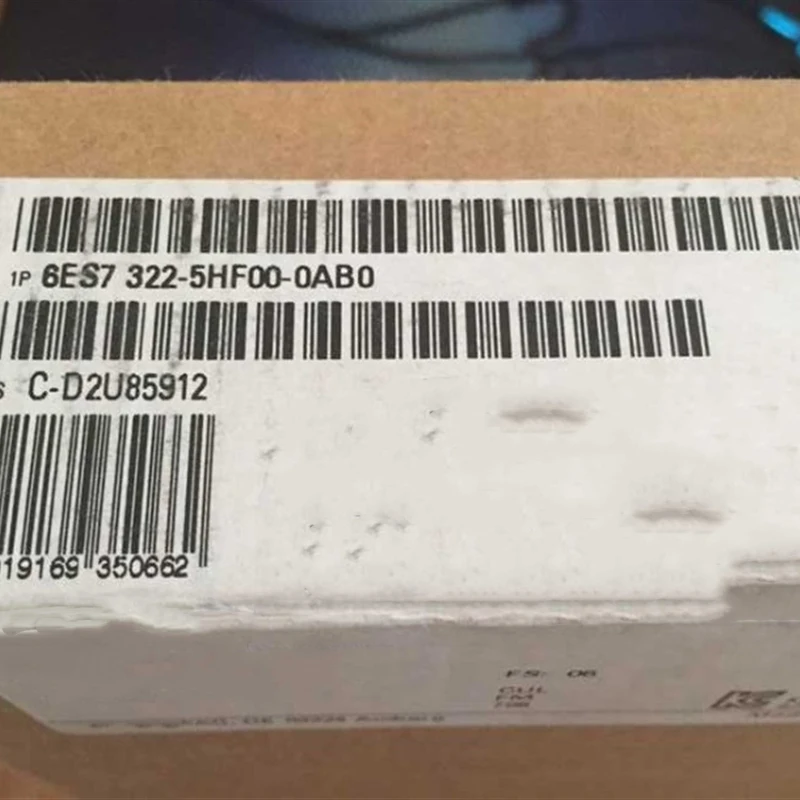 1P 6ES7 322-5HF00-0AB0
S C-D2U85912
19169 350662
FS: 06